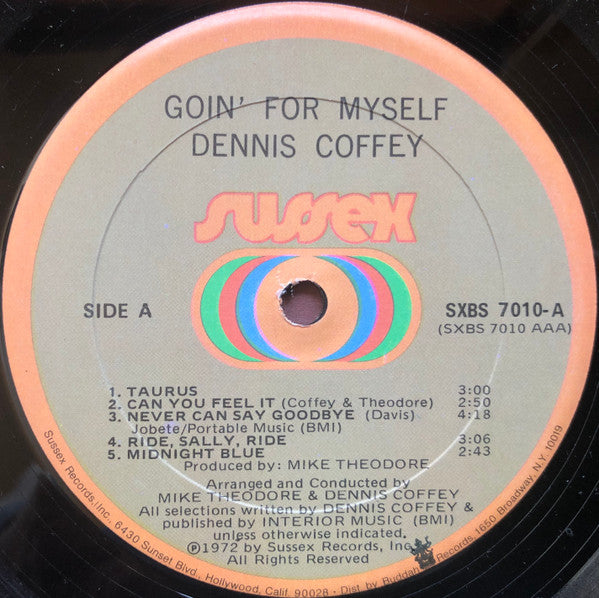 GOIN' FOR MYSELF
DENNIS COFFEY
sussex
SIDE A
SXBS 7010-A
(SXBS 7010 AAA)
1. TAURUS 3:00
2. CAN YOU FEEL IT (Coffey & Theodore) 2:50
3. NEVER CAN SAY GOODBYE (Davis) 4:18
Jobete/Portable Music (BMI)
4. RIDE, SALLY, RIDE 3:06
5. MIDNIGHT BLUE 2:43
Produced by: MIKE THEODORE
Arranged and Conducted by
MIKE THEODORE & DENNIS COFFEY
All selections written by DENNIS COFFEY &
published by INTERIOR MUSIC (BMI)
unless otherwise indicated.
℗1972 by Sussex Records, Inc.
All Rights Reserved
Sussex Records, Inc., 6430 Sunset Blvd., Hollywood, Calif. 90028 · Dist. by Buddah Records, 1650 Broadway, N.Y. 10019